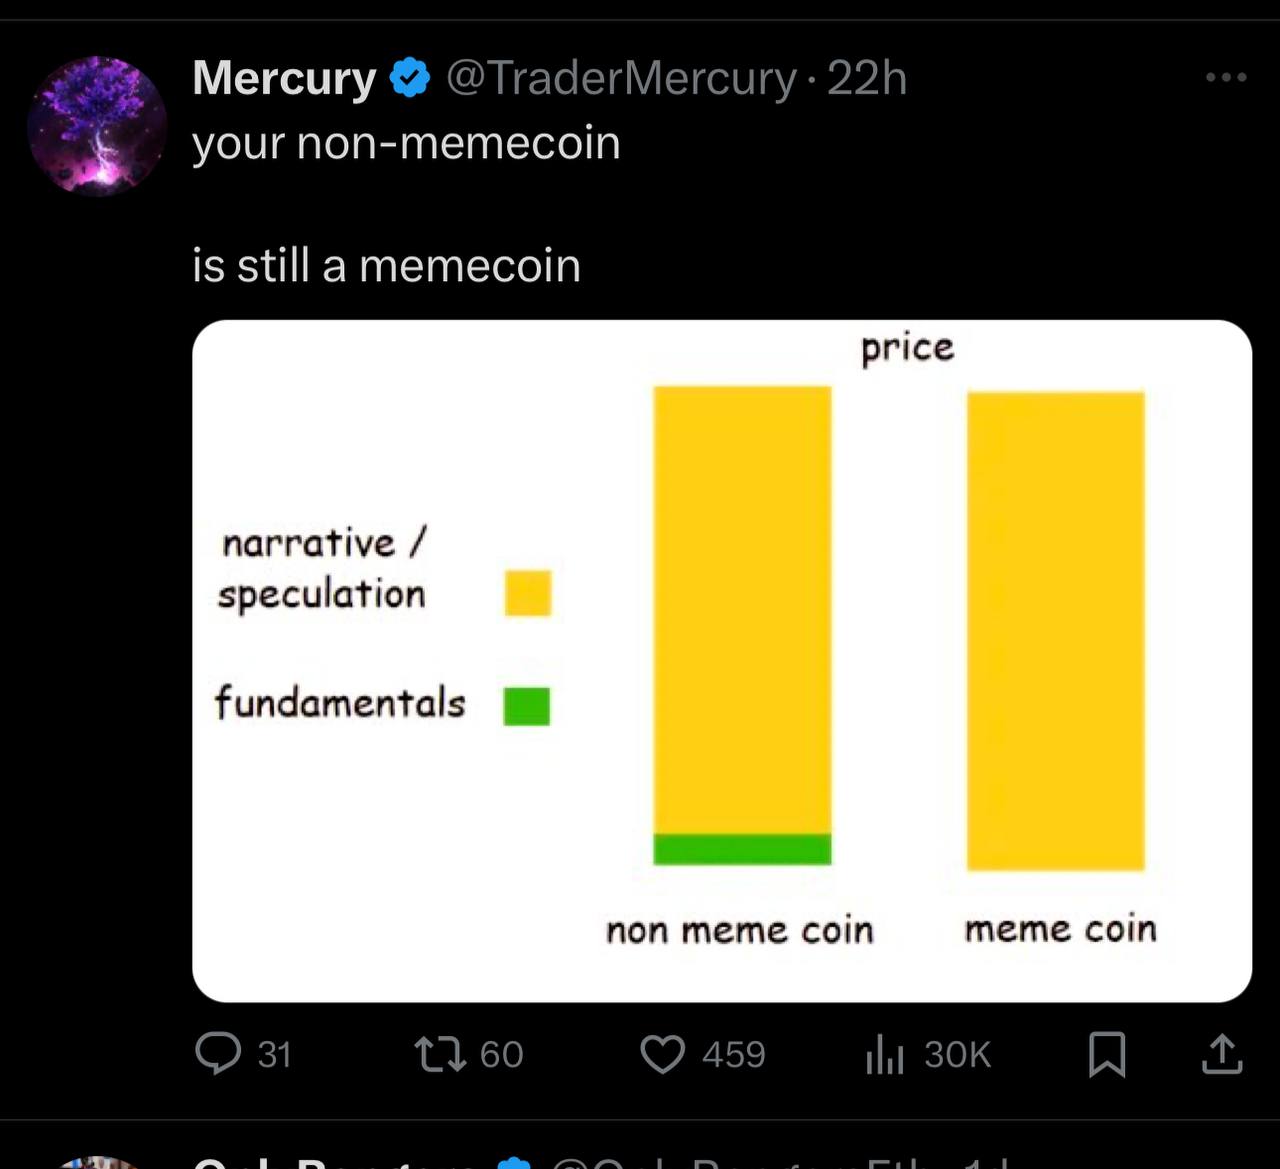 Mercury @TraderMercury · 22h
your non-memecoin
is still a memecoin
price
narrative /
speculation
fundamentals
non meme coin
meme coin
31 60 459 30K